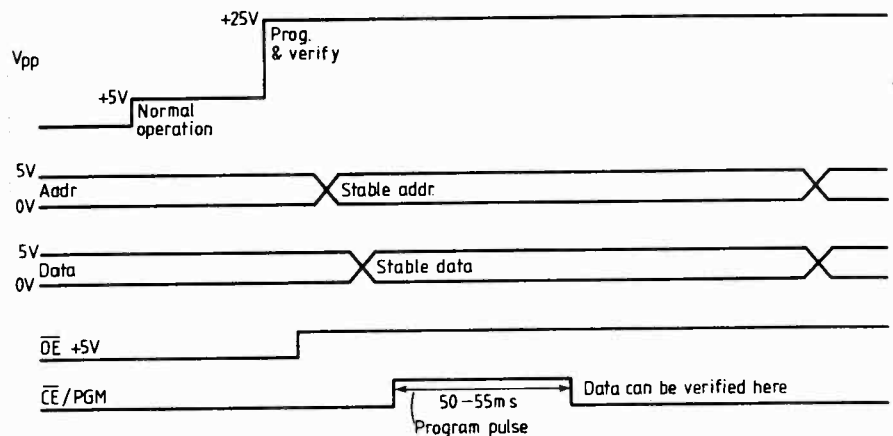 +25V
Prog.
& verify
Vpp
+5V
Normal
operation
5V
Addr
Stable addr.
0V
5V
Data
Stable data
0V
OE +5V
CE/PGM
50-55ms
Data can be verified here
Program pulse